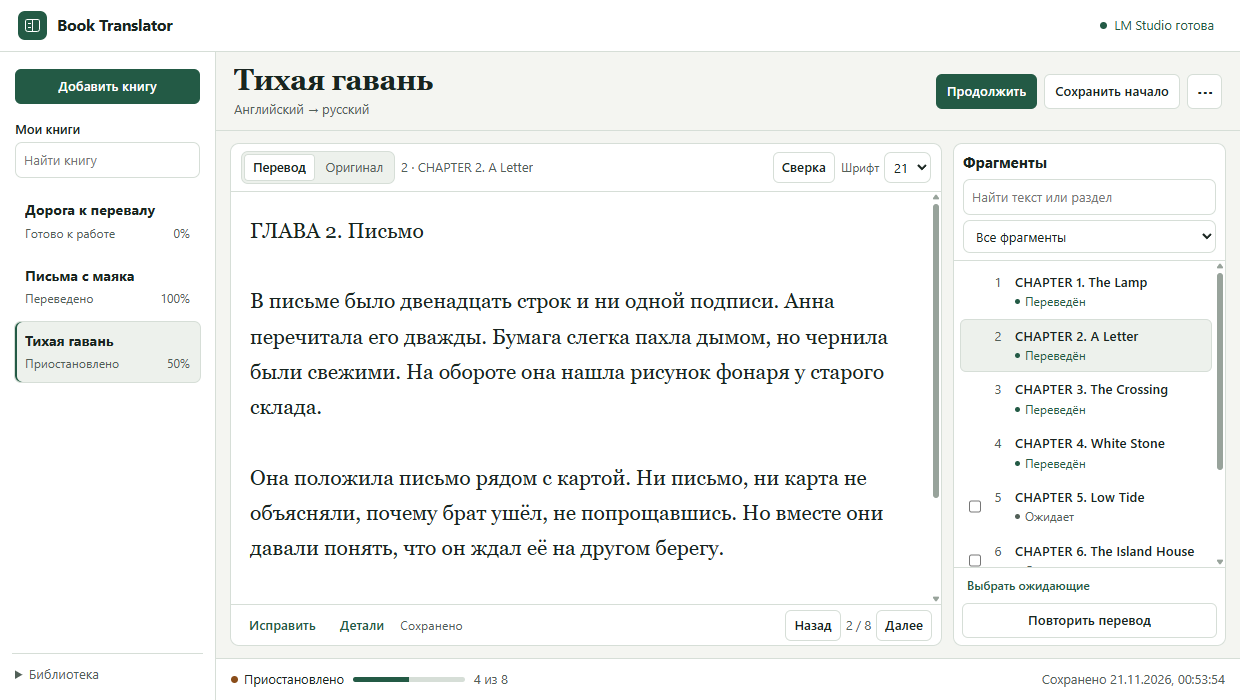 Book Translator
LM Studio готова
Добавить книгу
Мои книги
Найти книгу
Дорога к перевалу
Готово к работе 0%
Письма с маяка
Переведено 100%
Тихая гавань
Приостановлено 50%
Библиотека
Тихая гавань
Английский → русский
Продолжить
Сохранить начало
...
Перевод Оригинал 2 · CHAPTER 2. A Letter
Сверка Шрифт 21
ГЛАВА 2. Письмо
В письме было двенадцать строк и ни одной подписи. Анна
перечитала его дважды. Бумага слегка пахла дымом, но чернила
были свежими. На обороте она нашла рисунок фонаря у старого
склада.
Она положила письмо рядом с картой. Ни письмо, ни карта не
объясняли, почему брат ушёл, не попрощавшись. Но вместе они
давали понять, что он ждал её на другом берегу.
Исправить Детали Сохранено
Назад 2 / 8 Далее
Фрагменты
Найти текст или раздел
Все фрагменты
1 CHAPTER 1. The Lamp
Переведён
2 CHAPTER 2. A Letter
Переведён
3 CHAPTER 3. The Crossing
Переведён
4 CHAPTER 4. White Stone
Переведён
5 CHAPTER 5. Low Tide
Ожидает
6 CHAPTER 6. The Island House
Выбрать ожидающие
Повторить перевод
Приостановлено 4 из 8
Сохранено 21.11.2026, 00:53:54